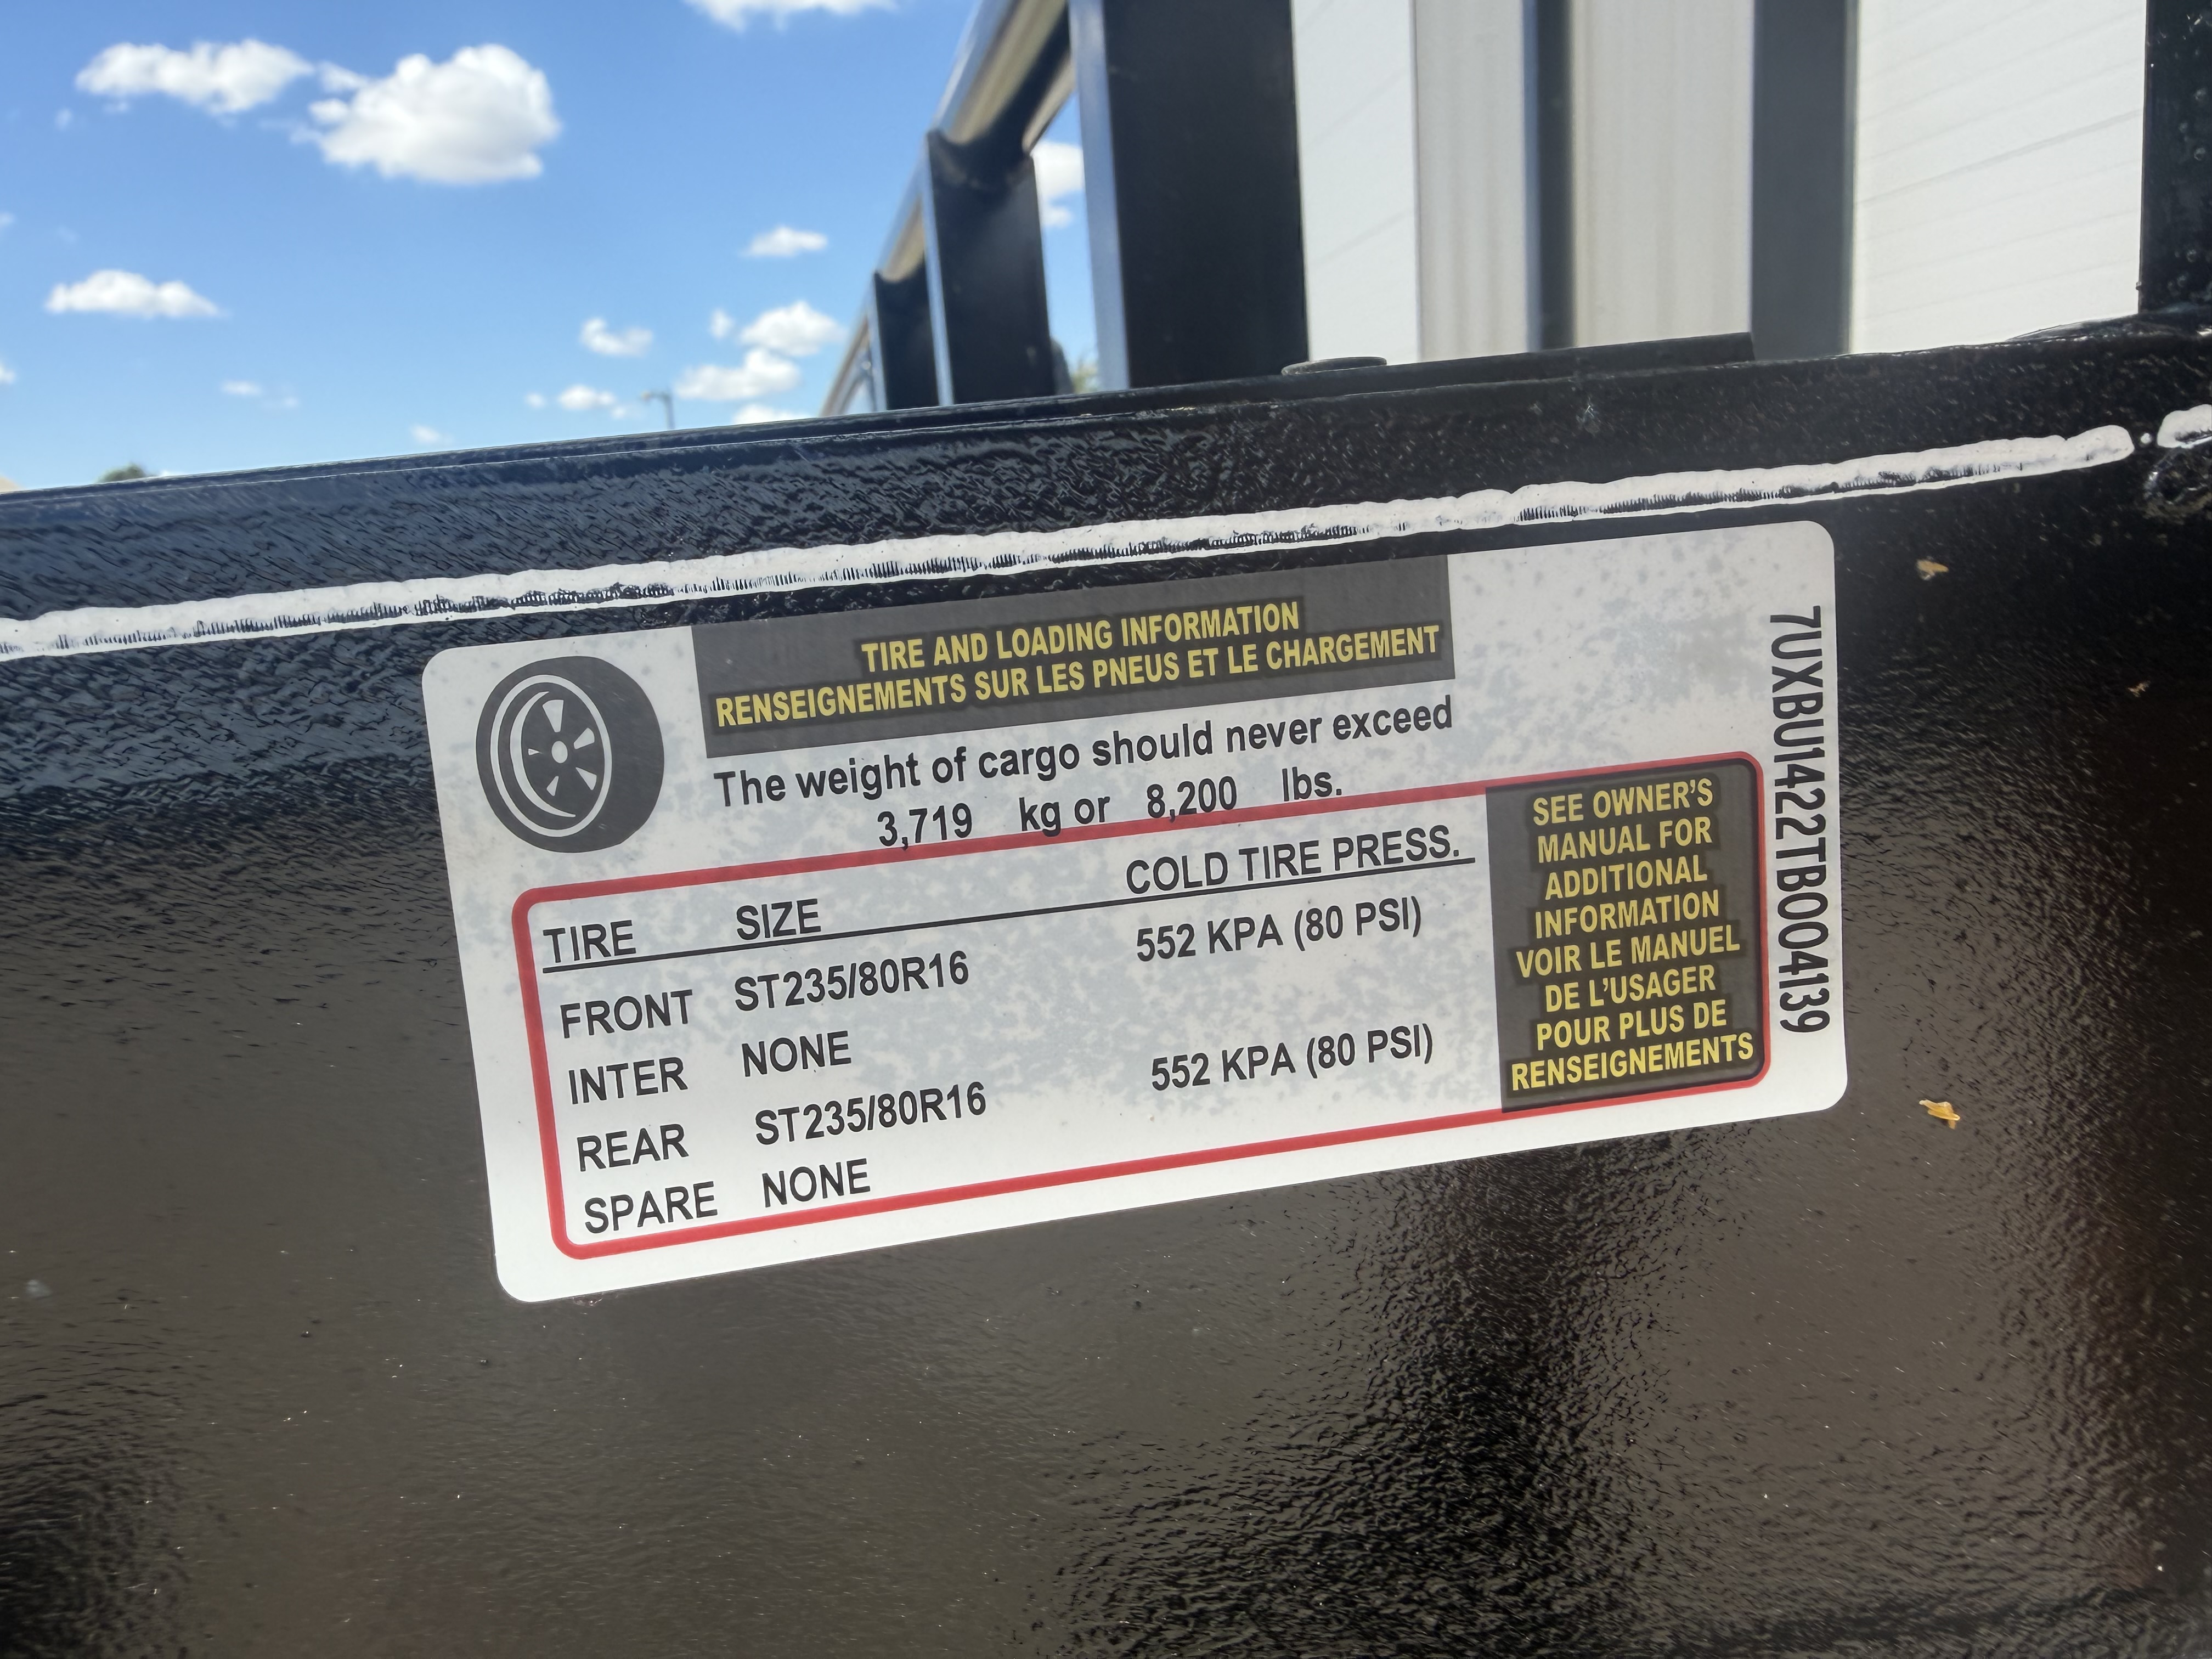 TIRE AND LOADING INFORMATION
RENSEIGNEMENTS SUR LES PNEUS ET LE CHARGEMENT
The weight of cargo should never exceed
3,719 kg or 8,200 lbs.
TIRE SIZE COLD TIRE PRESS.
FRONT ST235/80R16 552 KPA (80 PSI)
INTER NONE
REAR ST235/80R16 552 KPA (80 PSI)
SPARE NONE
SEE OWNER'S
MANUAL FOR
ADDITIONAL
INFORMATION
VOIR LE MANUEL
DE L'USAGER
POUR PLUS DE
RENSEIGNEMENTS
7UXBU1422TB004139